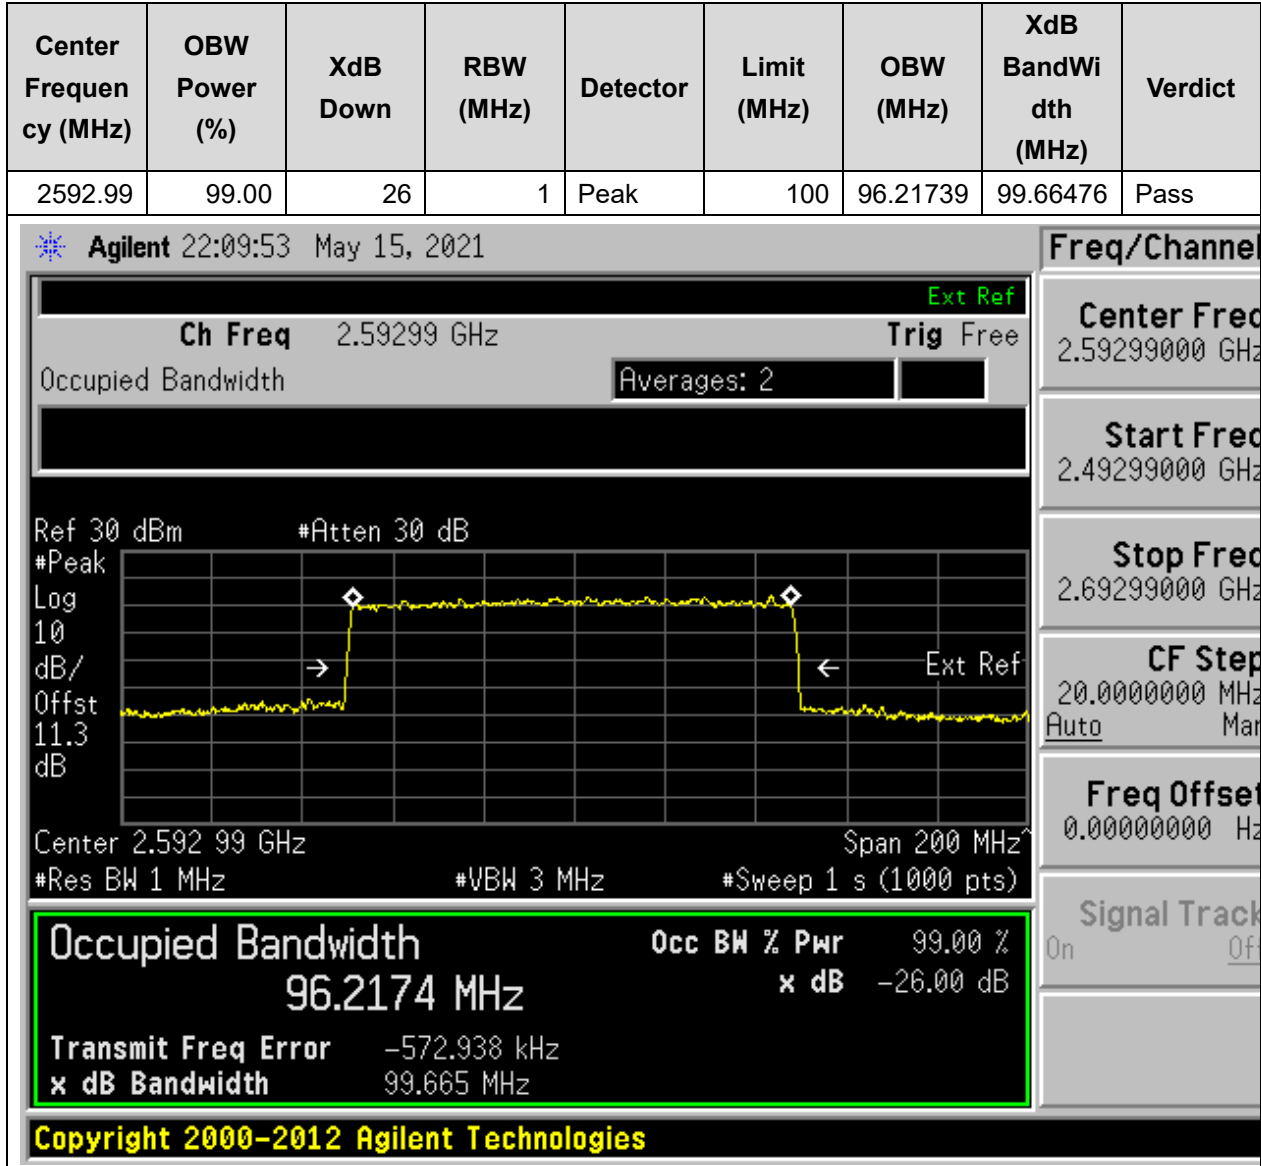 Center Frequency (MHz) OBW Power (%) XdB Down RBW (MHz) Detector Limit (MHz) OBW (MHz) XdB BandWidth (MHz) Verdict
2592.99 99.00 26 1 Peak 100 96.21739 99.66476 Pass
Agilent 22:09:53 May 15, 2021
Freq/Channel
Ext Ref
Ch Freq 2.59299 GHz Trig Free
Occupied Bandwidth Averages: 2
Center Freq
2.59299000 GHz
Start Freq
2.49299000 GHz
Stop Freq
2.69299000 GHz
CF Step
20.0000000 MHz
Auto Man
Freq Offset
0.00000000 Hz
Signal Track
On Off
Ref 30 dBm #Atten 30 dB
#Peak
Log
10
dB/
Offst
11.3
dB
Ext Ref
Center 2.592 99 GHz Span 200 MHz^
#Res BW 1 MHz #VBW 3 MHz #Sweep 1 s (1000 pts)
Occupied Bandwidth Occ BW % Pwr 99.00 %
96.2174 MHz x dB -26.00 dB
Transmit Freq Error -572.938 kHz
x dB Bandwidth 99.665 MHz
Copyright 2000-2012 Agilent Technologies